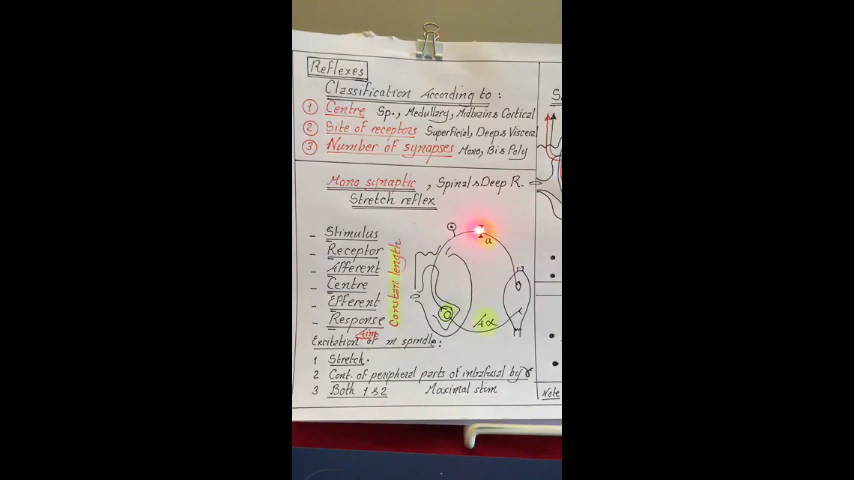 Reflexes
Classification According to:
1 Centre Sp., Medullary, Midbrain & Cortical
2 Site of receptors Superficial, Deep & Visceral
3 Number of synapses Mono, Bi & Poly
Mono synaptic, Spinal & Deep R.
Stretch reflex
- Stimulus
- Receptor
- Afferent
- Centre
- Efferent
- Response
Aim
Constant length
a
Aα
Excitation of m spindle:
1 Stretch.
2 Cont. of peripheral parts of intrafusal by γ
3 Both 1 & 2 Maximal stim
S
Note